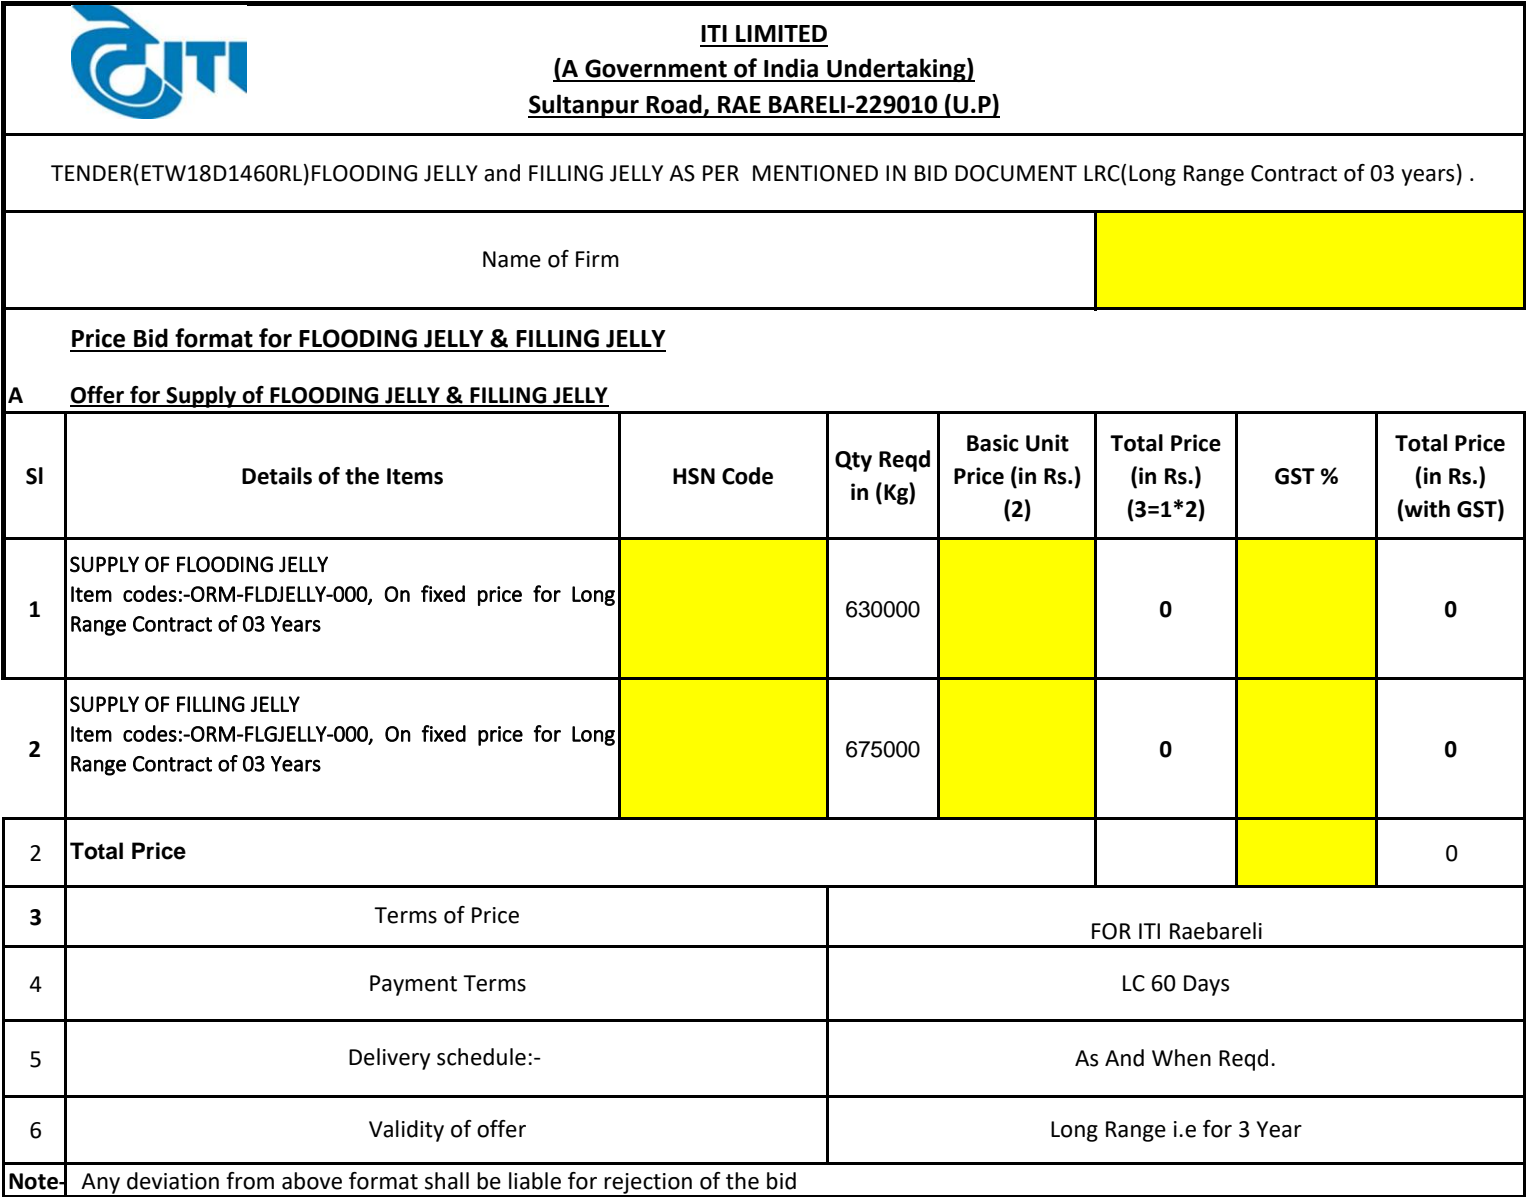 ITI
ITI LIMITED
(A Government of India Undertaking)
Sultanpur Road, RAE BARELI-229010 (U.P)
TENDER(ETW18D1460RL)FLOODING JELLY and FILLING JELLY AS PER  MENTIONED IN BID DOCUMENT LRC(Long Range Contract of 03 years) .
Name of Firm
Price Bid format for FLOODING JELLY & FILLING JELLY
A Offer for Supply of FLOODING JELLY & FILLING JELLY
Sl
Details of the Items
HSN Code
Qty Reqd
in (Kg)
Basic Unit
Price (in Rs.)
(2)
Total Price
(in Rs.)
(3=1*2)
GST %
Total Price
(in Rs.)
(with GST)
1
SUPPLY OF FLOODING JELLY
Item codes:-ORM-FLDJELLY-000, On fixed price for Long
Range Contract of 03 Years
630000
0
0
2
SUPPLY OF FILLING JELLY
Item codes:-ORM-FLGJELLY-000, On fixed price for Long
Range Contract of 03 Years
675000
0
0
2 Total Price 0
3 Terms of Price FOR ITI Raebareli
4 Payment Terms LC 60 Days
5 Delivery schedule:- As And When Reqd.
6 Validity of offer Long Range i.e for 3 Year
Note- Any deviation from above format shall be liable for rejection of the bid